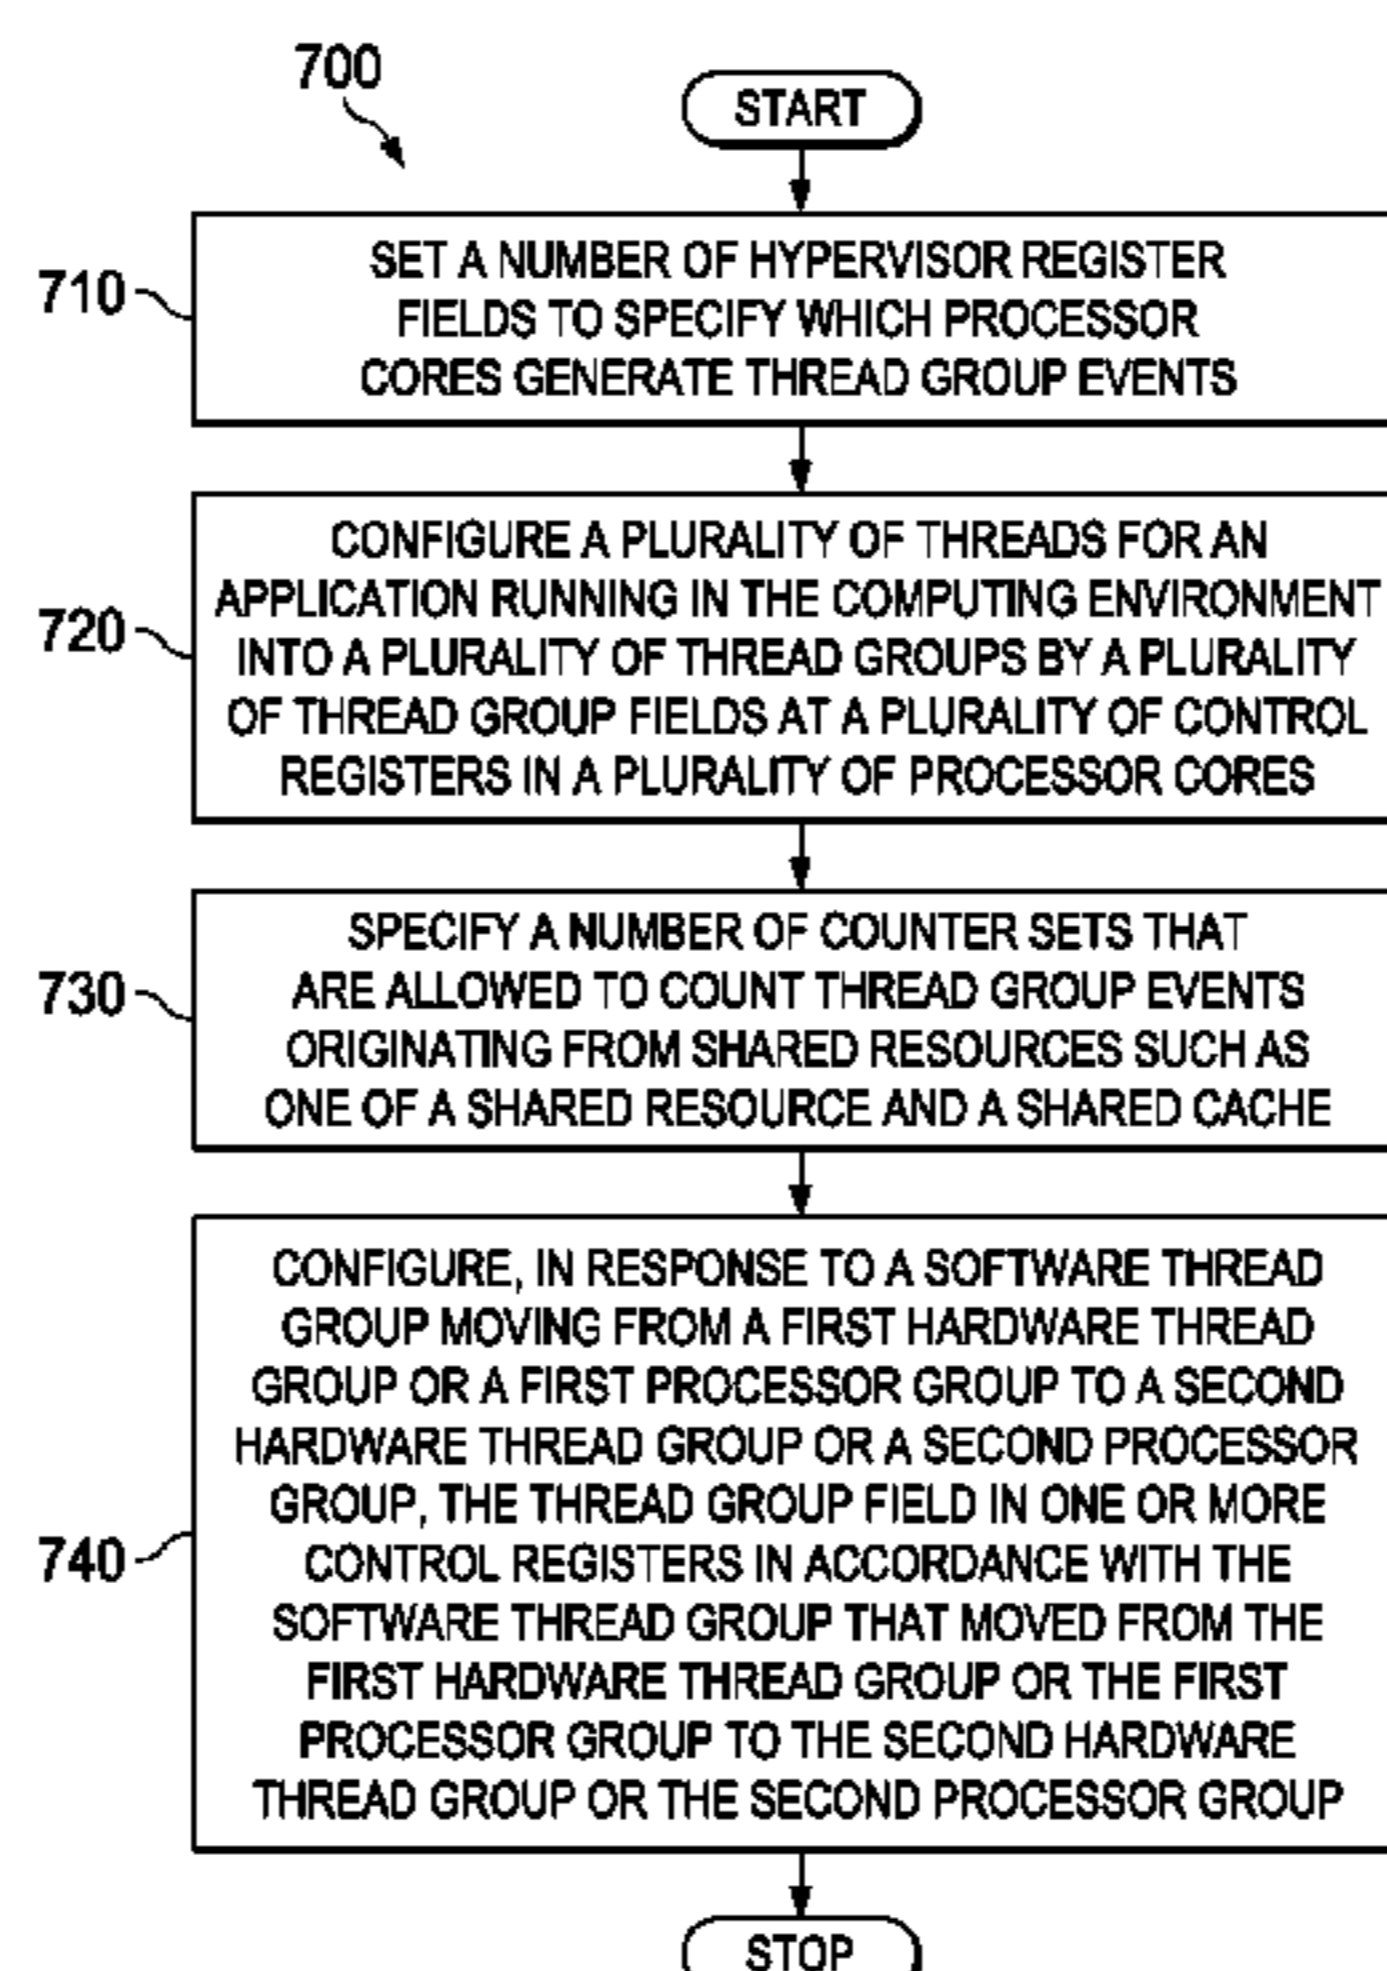 700
START
710
SET A NUMBER OF HYPERVISOR REGISTER
FIELDS TO SPECIFY WHICH PROCESSOR
CORES GENERATE THREAD GROUP EVENTS
720
CONFIGURE A PLURALITY OF THREADS FOR AN
APPLICATION RUNNING IN THE COMPUTING ENVIRONMENT
INTO A PLURALITY OF THREAD GROUPS BY A PLURALITY
OF THREAD GROUP FIELDS AT A PLURALITY OF CONTROL
REGISTERS IN A PLURALITY OF PROCESSOR CORES
730
SPECIFY A NUMBER OF COUNTER SETS THAT
ARE ALLOWED TO COUNT THREAD GROUP EVENTS
ORIGINATING FROM SHARED RESOURCES SUCH AS
ONE OF A SHARED RESOURCE AND A SHARED CACHE
740
CONFIGURE, IN RESPONSE TO A SOFTWARE THREAD
GROUP MOVING FROM A FIRST HARDWARE THREAD
GROUP OR A FIRST PROCESSOR GROUP TO A SECOND
HARDWARE THREAD GROUP OR A SECOND PROCESSOR
GROUP, THE THREAD GROUP FIELD IN ONE OR MORE
CONTROL REGISTERS IN ACCORDANCE WITH THE
SOFTWARE THREAD GROUP THAT MOVED FROM THE
FIRST HARDWARE THREAD GROUP OR THE FIRST
PROCESSOR GROUP TO THE SECOND HARDWARE
THREAD GROUP OR THE SECOND PROCESSOR GROUP
STOP